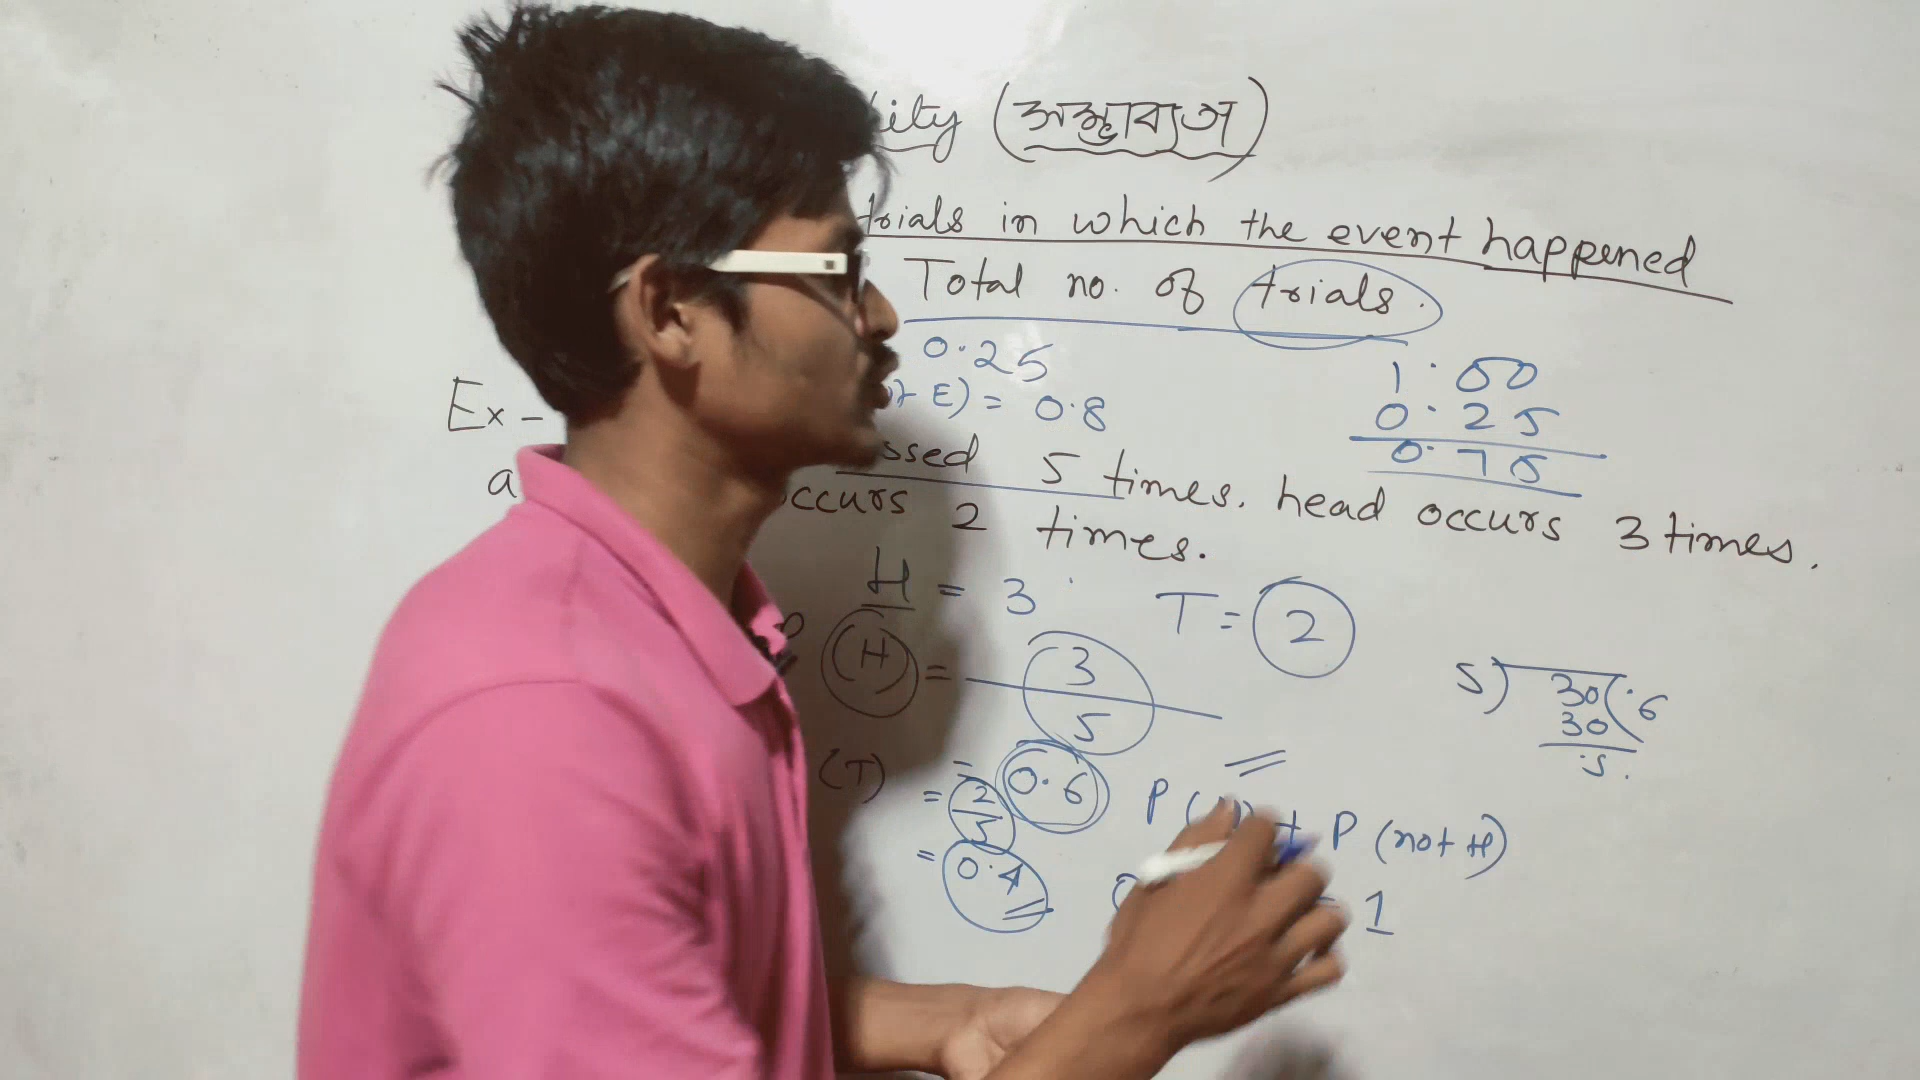 ity (সম্ভাব্যতা)
trials in which the event happened
Total no. of trials.
0.25
E) = 0.8
1.00
0.25
0.75
Ex -
a ssed 5 times. head occurs 3 times.
occurs 2 times.
H = 3 T = 2
P (H) = 3
5
= 0.6
(T) = 2
5
= 0.4
5) 30 ( .6
30
P ( + P (not H)
= 1